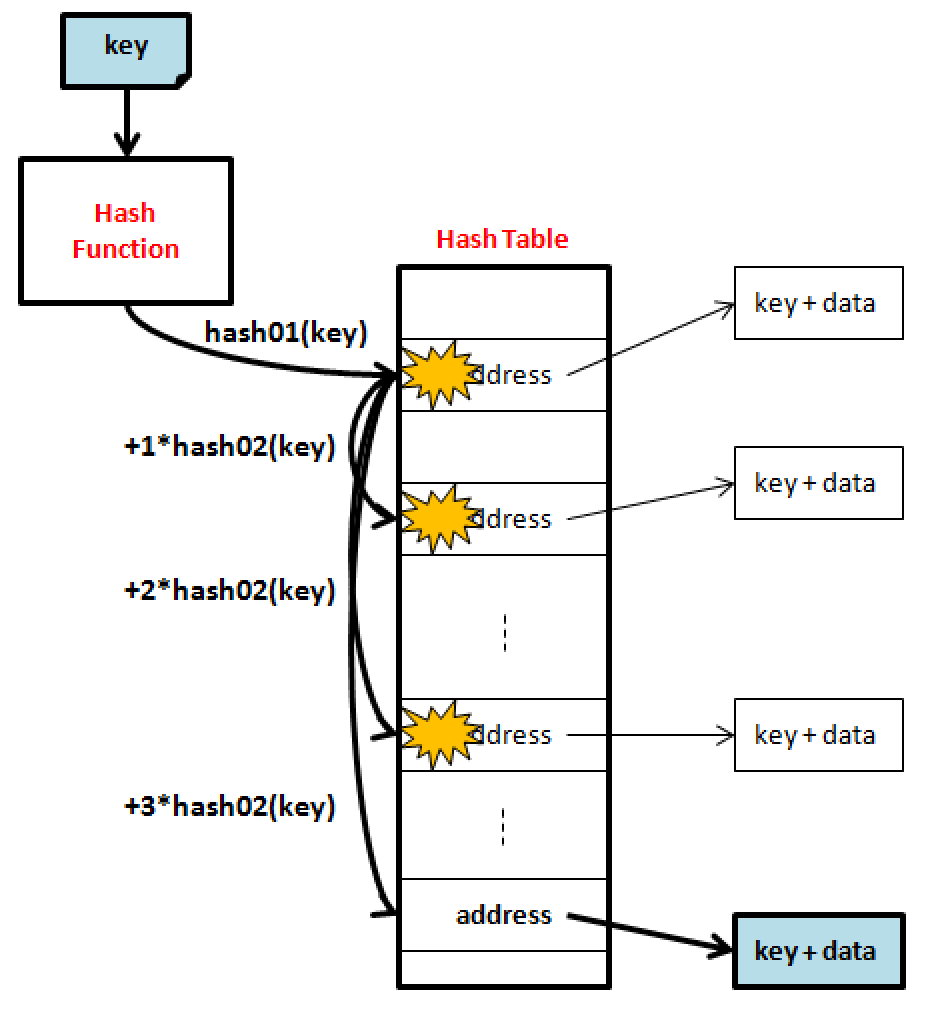 key
Hash
Function
Hash Table
hash01(key)
key + data
ddress
+1*hash02(key)
key + data
ddress
+2*hash02(key)
ddress
key + data
+3*hash02(key)
address
key + data